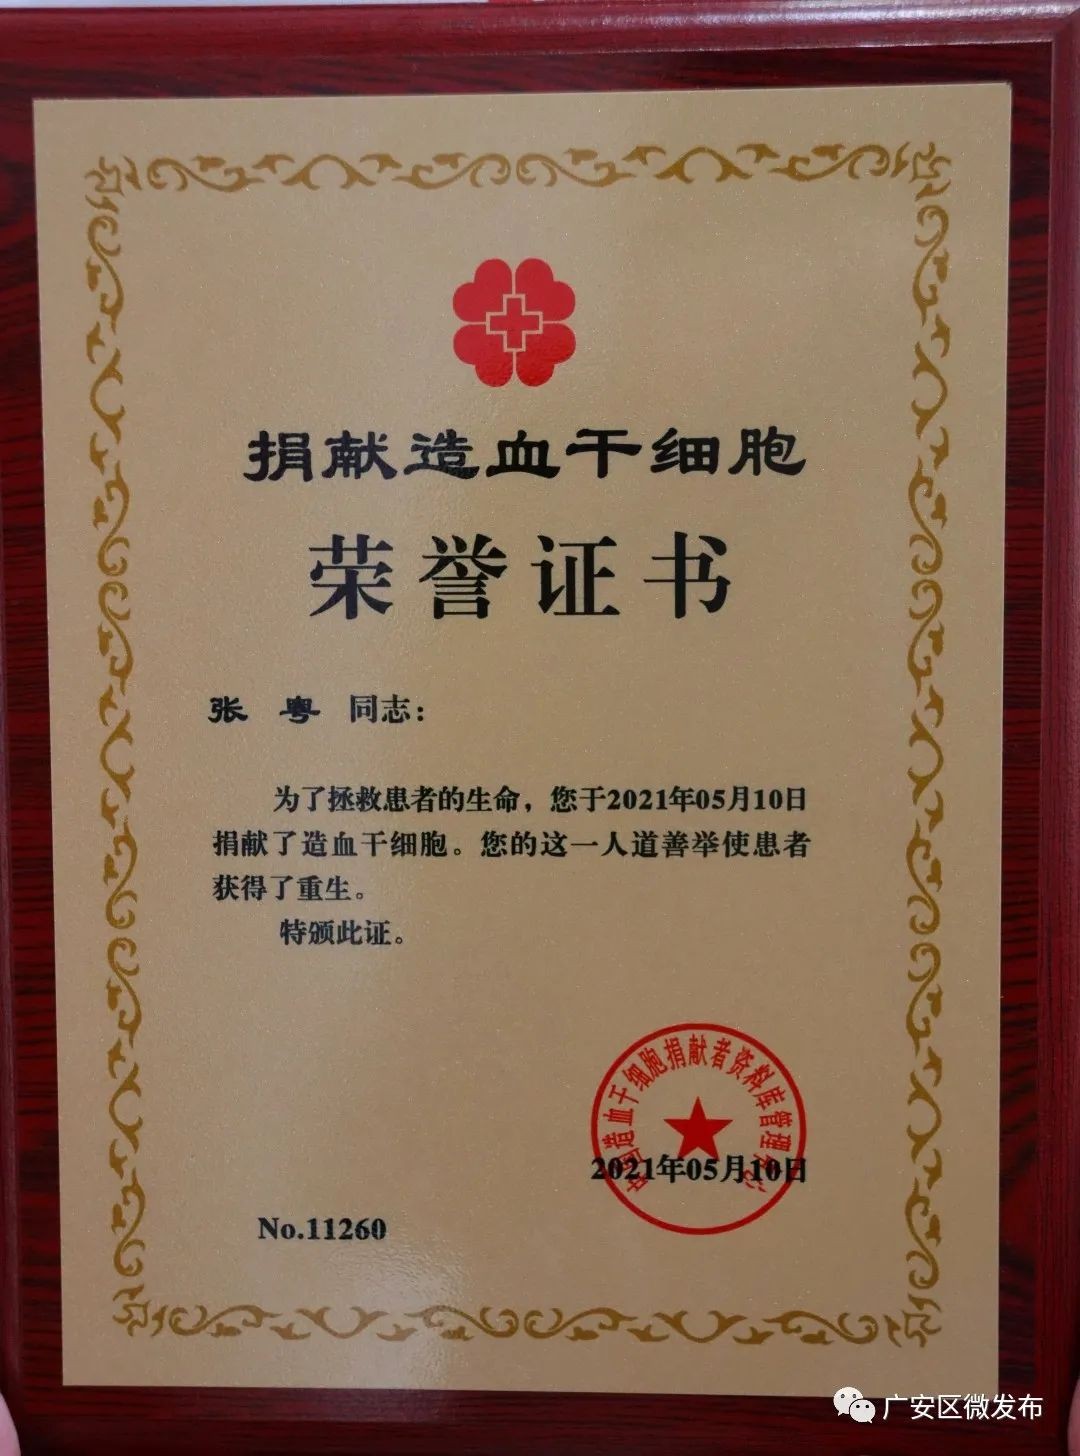 捐献造血干细胞
荣誉证书
张 粤 同志：
为了拯救患者的生命，您于2021年05月10日
捐献了造血干细胞。您的这一人道善举使患者
获得了重生。
特颁此证。
中国造血干细胞捐献者资料库管理中心
2021年05月10日
No.11260
广安区微发布